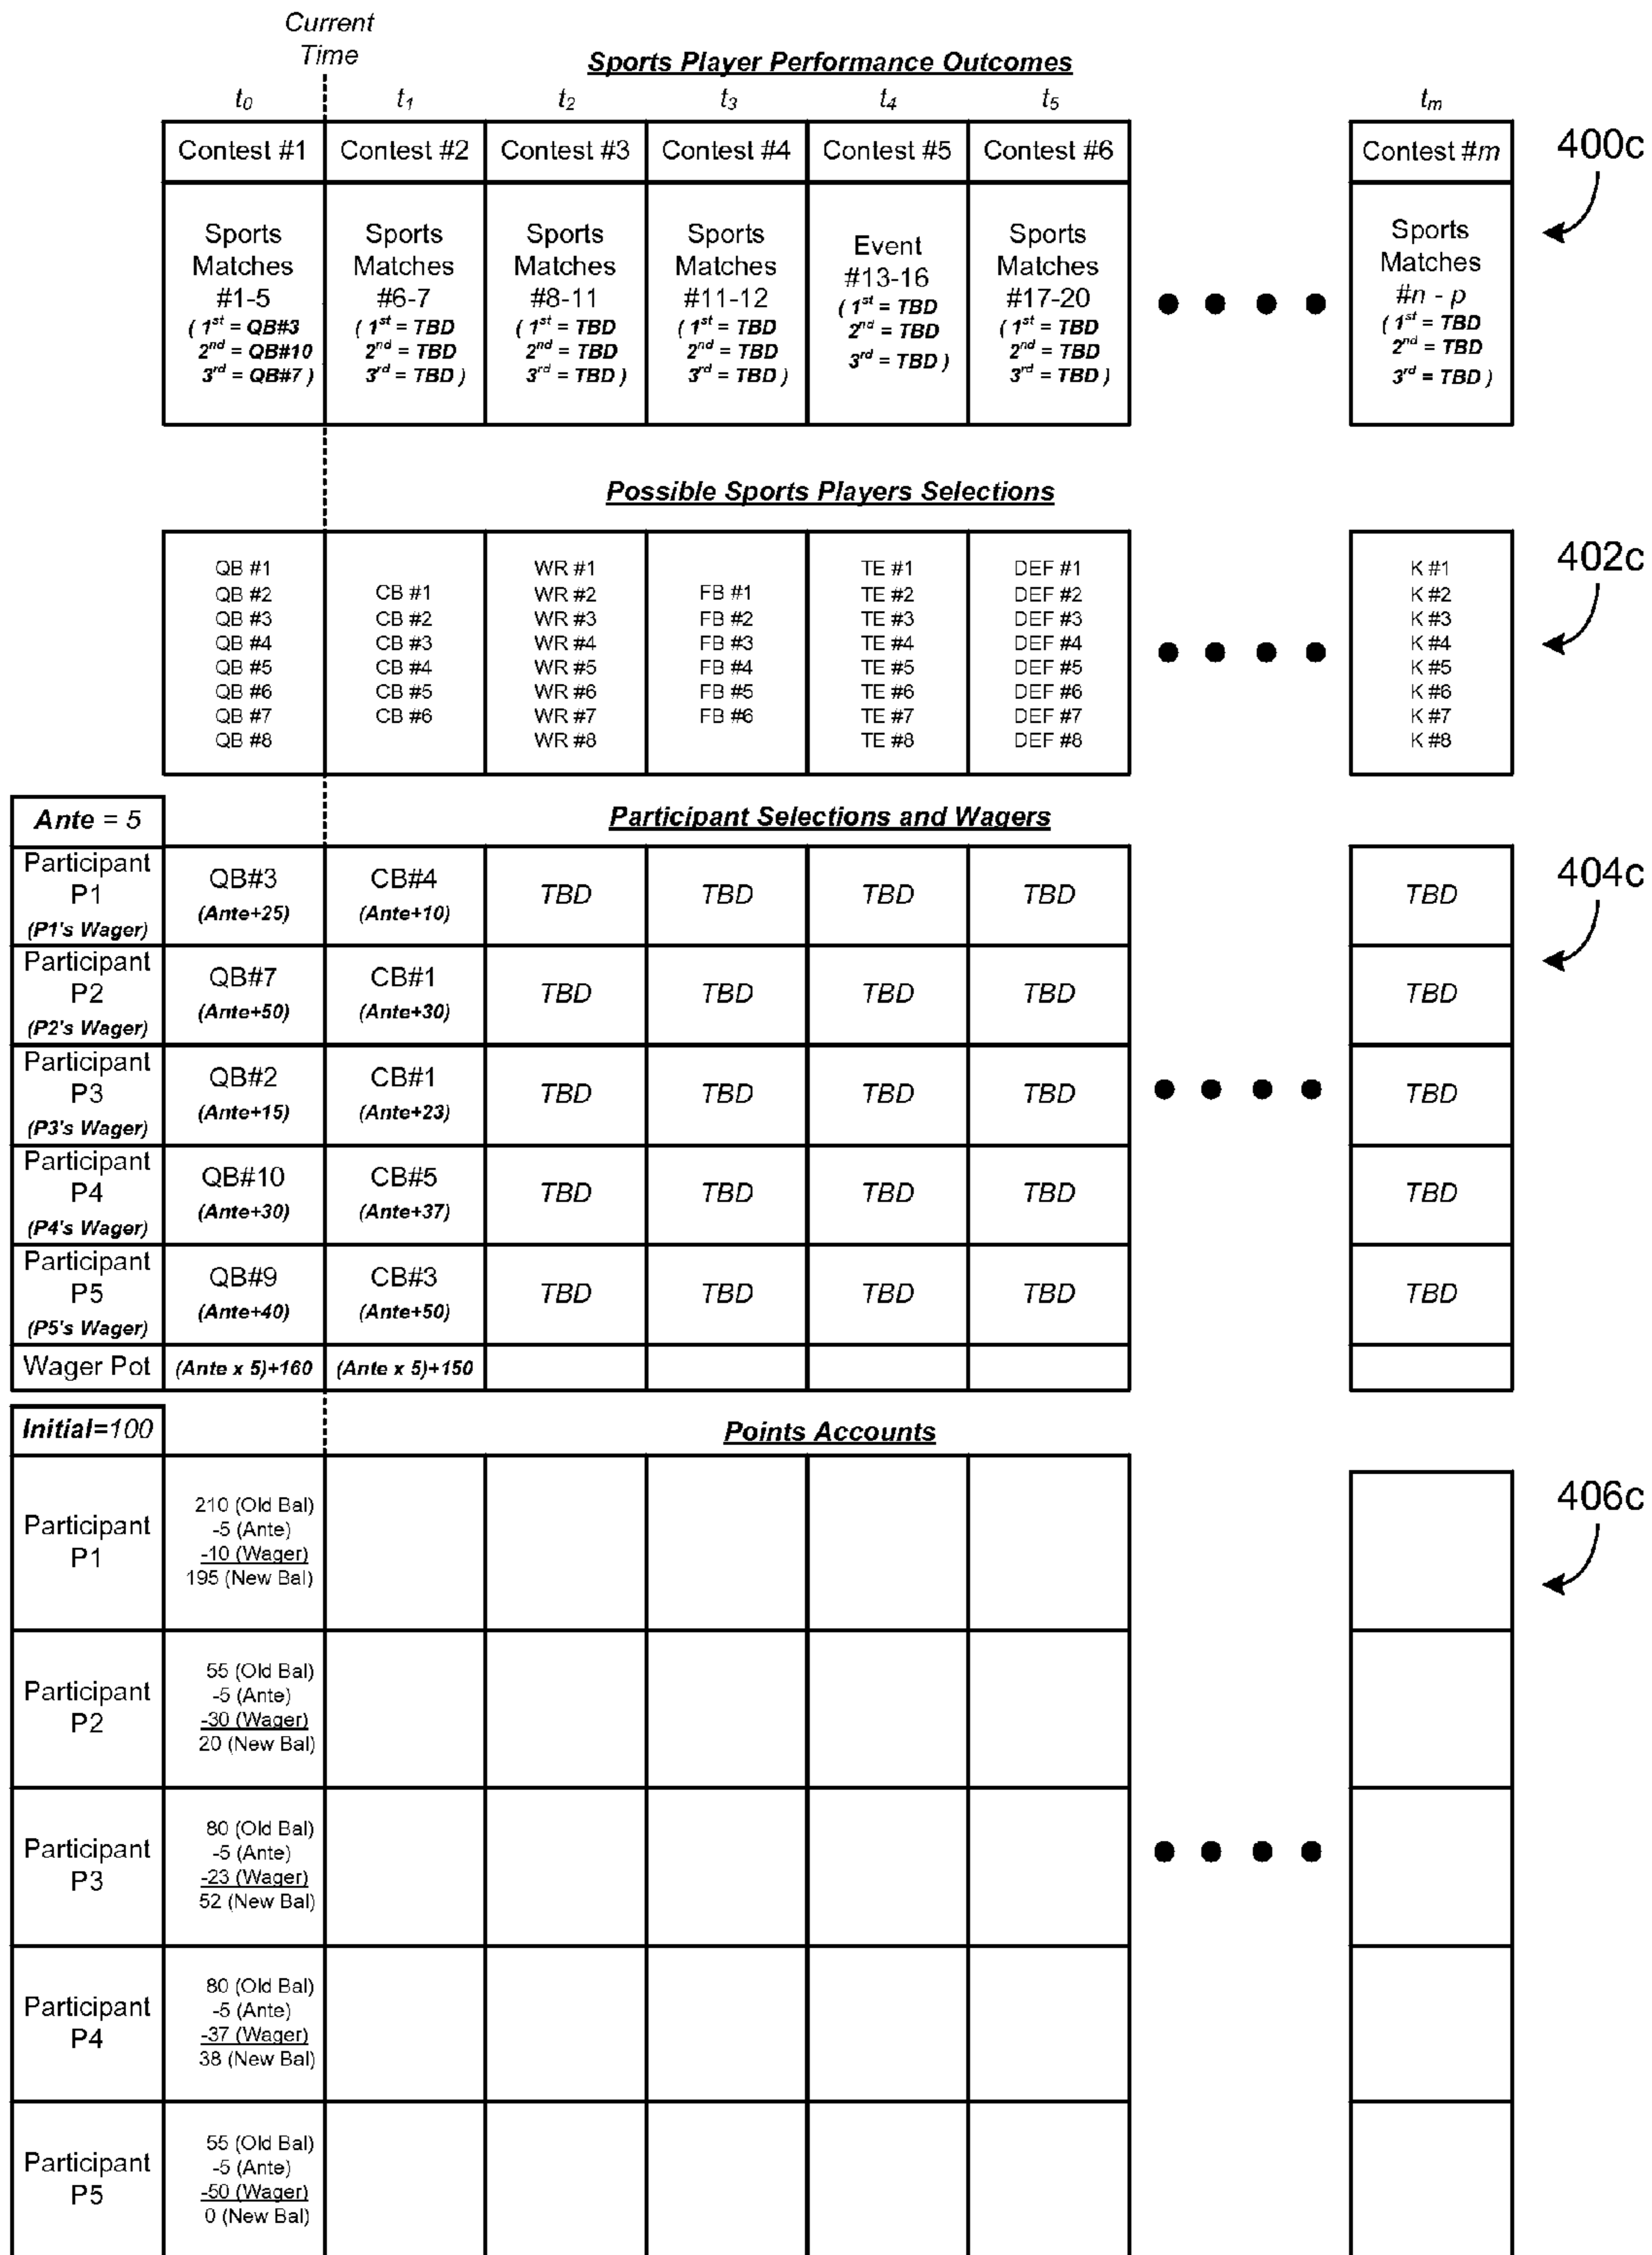 Current
Time
Sports Player Performance Outcomes
t0 t1 t2 t3 t4 t5 tm
Contest #1 Contest #2 Contest #3 Contest #4 Contest #5 Contest #6 Contest #m
400c
Sports
Matches
#1-5
( 1st = QB#3
2nd = QB#10
3rd = QB#7 )
Sports
Matches
#6-7
( 1st = TBD
2nd = TBD
3rd = TBD )
Sports
Matches
#8-11
( 1st = TBD
2nd = TBD
3rd = TBD )
Sports
Matches
#11-12
( 1st = TBD
2nd = TBD
3rd = TBD )
Event
#13-16
( 1st = TBD
2nd = TBD
3rd = TBD )
Sports
Matches
#17-20
( 1st = TBD
2nd = TBD
3rd = TBD )
Sports
Matches
#n - p
( 1st = TBD
2nd = TBD
3rd = TBD )
Possible Sports Players Selections
402c
QB #1
QB #2
QB #3
QB #4
QB #5
QB #6
QB #7
QB #8
CB #1
CB #2
CB #3
CB #4
CB #5
CB #6
WR #1
WR #2
WR #3
WR #4
WR #5
WR #6
WR #7
WR #8
FB #1
FB #2
FB #3
FB #4
FB #5
FB #6
TE #1
TE #2
TE #3
TE #4
TE #5
TE #6
TE #7
TE #8
DEF #1
DEF #2
DEF #3
DEF #4
DEF #5
DEF #6
DEF #7
DEF #8
K #1
K #2
K #3
K #4
K #5
K #6
K #7
K #8
Ante = 5
Participant Selections and Wagers
404c
Participant
P1
(P1's Wager)
QB#3
(Ante+25)
CB#4
(Ante+10)
TBD TBD TBD TBD TBD
Participant
P2
(P2's Wager)
QB#7
(Ante+50)
CB#1
(Ante+30)
TBD TBD TBD TBD TBD
Participant
P3
(P3's Wager)
QB#2
(Ante+15)
CB#1
(Ante+23)
TBD TBD TBD TBD TBD
Participant
P4
(P4's Wager)
QB#10
(Ante+30)
CB#5
(Ante+37)
TBD TBD TBD TBD TBD
Participant
P5
(P5's Wager)
QB#9
(Ante+40)
CB#3
(Ante+50)
TBD TBD TBD TBD TBD
Wager Pot (Ante x 5)+160 (Ante x 5)+150
Initial=100
Points Accounts
406c
Participant
P1
210 (Old Bal)
-5 (Ante)
-10 (Wager)
195 (New Bal)
Participant
P2
55 (Old Bal)
-5 (Ante)
-30 (Wager)
20 (New Bal)
Participant
P3
80 (Old Bal)
-5 (Ante)
-23 (Wager)
52 (New Bal)
Participant
P4
80 (Old Bal)
-5 (Ante)
-37 (Wager)
38 (New Bal)
Participant
P5
55 (Old Bal)
-5 (Ante)
-50 (Wager)
0 (New Bal)